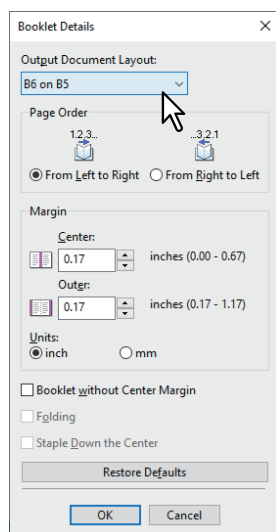 Booklet Details
Output Document Layout:
B6 on B5
Page Order
1,2,3... ...3,2,1
From Left to Right From Right to Left
Margin
Center:
0.17 inches (0.00 - 0.67)
Outer:
0.17 inches (0.17 - 1.17)
Units:
inch mm
Booklet without Center Margin
Folding
Staple Down the Center
Restore Defaults
OK Cancel